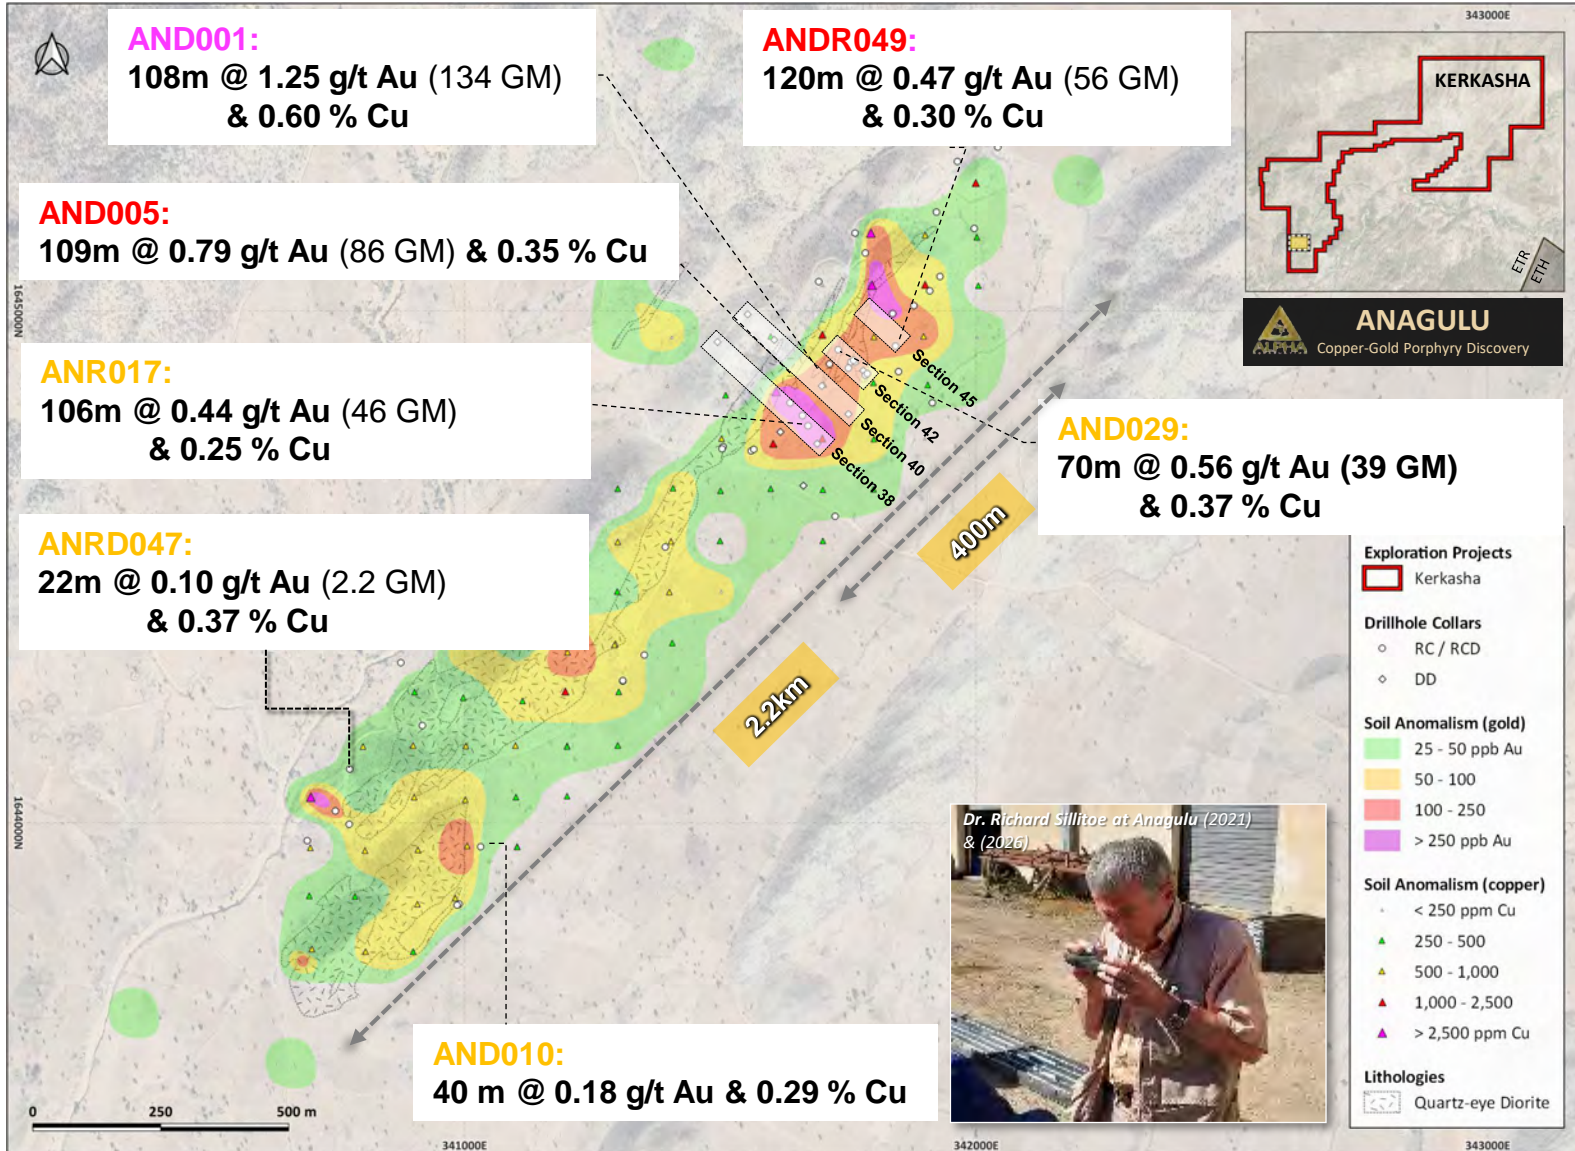 343000E
AND001:
108m @ 1.25 g/t Au (134 GM)
& 0.60 % Cu
ANDR049:
120m @ 0.47 g/t Au (56 GM)
& 0.30 % Cu
KERKASHA
ETR
ETH
AND005:
109m @ 0.79 g/t Au (86 GM) & 0.35 % Cu
1645000N
ALPHA
ANAGULU
Copper-Gold Porphyry Discovery
ANR017:
106m @ 0.44 g/t Au (46 GM)
& 0.25 % Cu
Section 45
Section 42
Section 40
Section 38
AND029:
70m @ 0.56 g/t Au (39 GM)
& 0.37 % Cu
400m
ANRD047:
22m @ 0.10 g/t Au (2.2 GM)
& 0.37 % Cu
2.2km
Exploration Projects
Kerkasha
Drillhole Collars
RC / RCD
DD
Soil Anomalism (gold)
25 - 50 ppb Au
50 - 100
100 - 250
> 250 ppb Au
Soil Anomalism (copper)
< 250 ppm Cu
250 - 500
500 - 1,000
1,000 - 2,500
> 2,500 ppm Cu
Lithologies
Quartz-eye Diorite
1644000N
Dr. Richard Sillitoe at Anagulu (2021)
& (2026)
AND010:
40 m @ 0.18 g/t Au & 0.29 % Cu
0 250 500 m
341000E
342000E
343000E